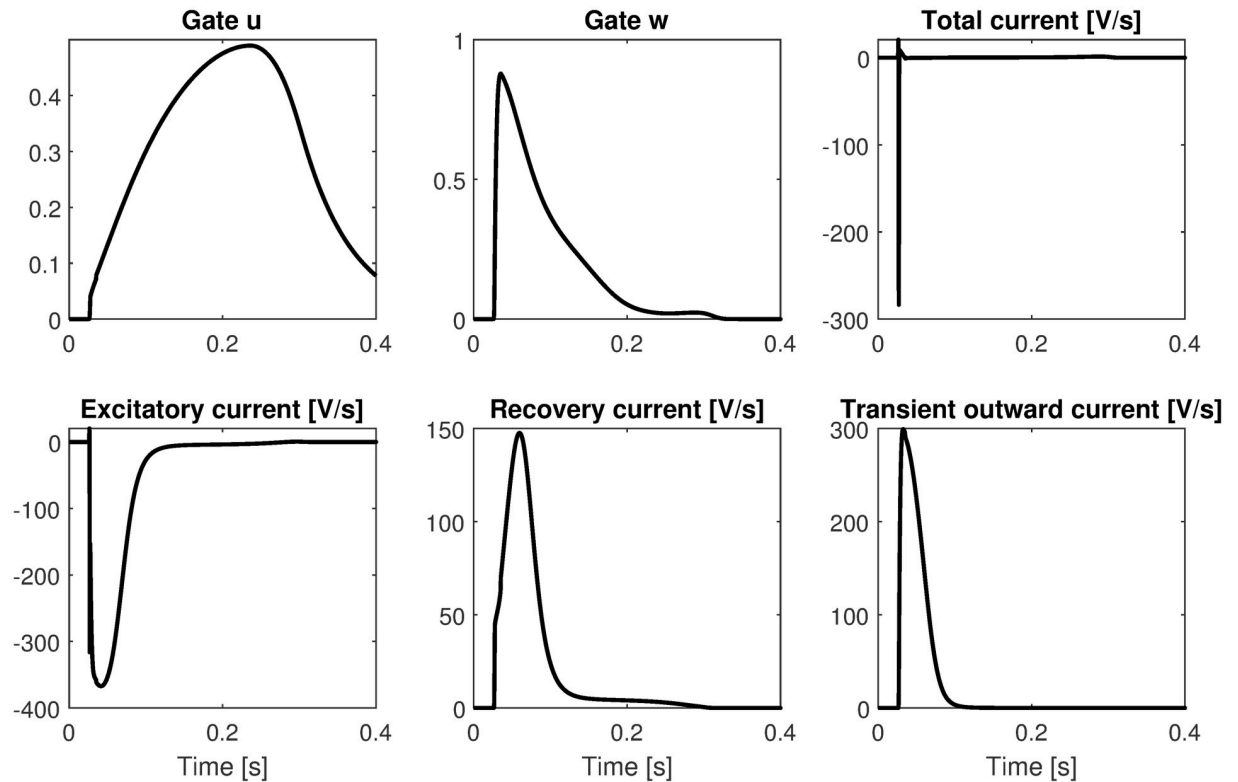 Gate u
0.4
0.3
0.2
0.1
0
0 0.2 0.4
Gate w
1
0.5
0
0 0.2 0.4
Total current [V/s]
0
-100
-200
-300
0 0.2 0.4
Excitatory current [V/s]
0
-100
-200
-300
-400
0 0.2 0.4
Time [s]
Recovery current [V/s]
150
100
50
0
0 0.2 0.4
Time [s]
Transient outward current [V/s]
300
200
100
0
0 0.2 0.4
Time [s]